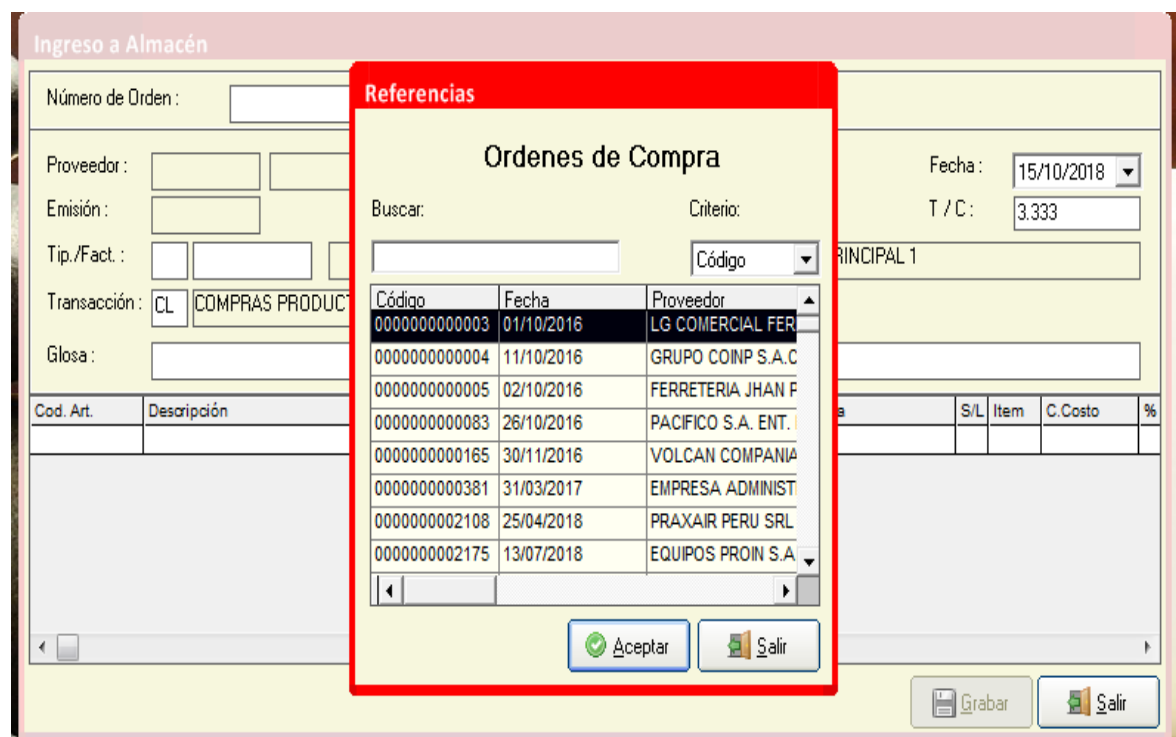 Ingreso a Almacén
Número de Orden :
Proveedor :
Fecha :
15/10/2018
Emisión :
T / C :
3.333
Tip./Fact. :
RINCIPAL 1
Transacción :
CL
COMPRAS PRODUCT
Glosa :
Cod. Art.
Descripción
a
S/L
Item
C.Costo
%
Grabar
Salir
Referencias
Ordenes de Compra
Buscar:
Criterio:
Código
Código Fecha Proveedor
0000000000003 01/10/2016 LG COMERCIAL FER
0000000000004 11/10/2016 GRUPO COINP S.A.C
0000000000005 02/10/2016 FERRETERIA JHAN P
0000000000083 26/10/2016 PACIFICO S.A. ENT.
0000000000165 30/11/2016 VOLCAN COMPANIA
0000000000381 31/03/2017 EMPRESA ADMINIST
0000000002108 25/04/2018 PRAXAIR PERU SRL
0000000002175 13/07/2018 EQUIPOS PROIN S.A
Aceptar
Salir